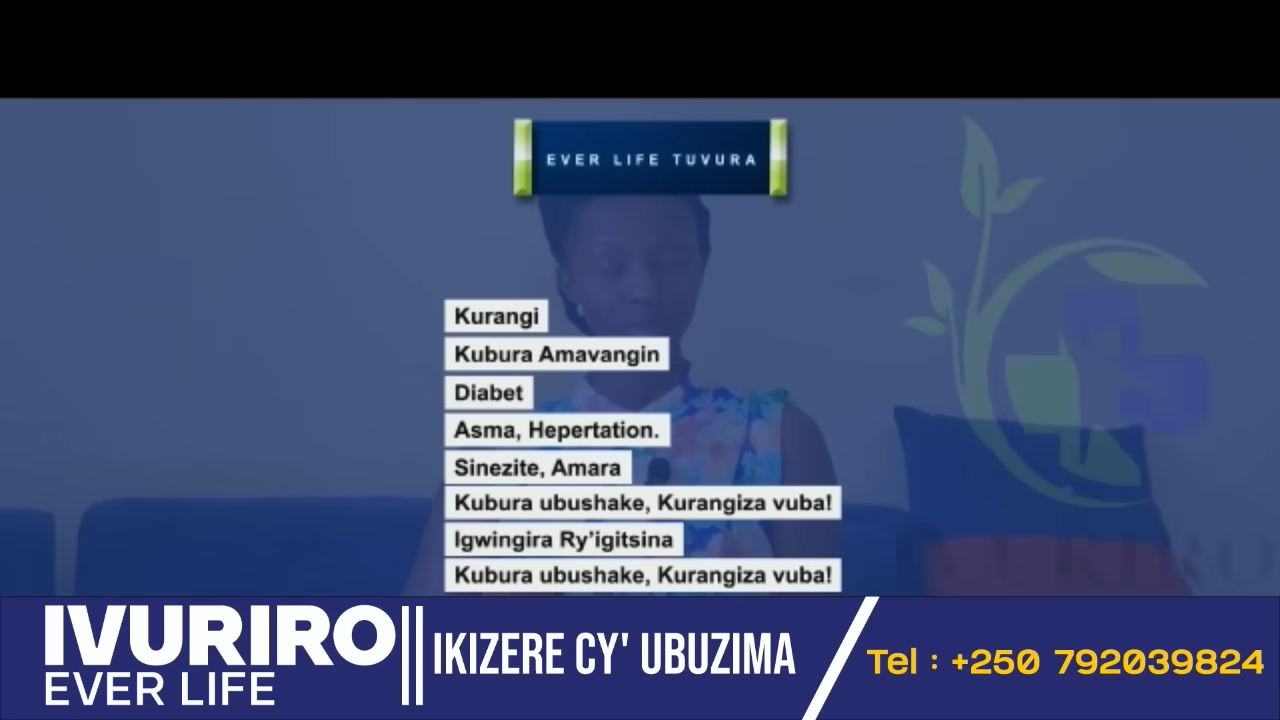 EVER LIFE TUVURA
Kurangi
Kubura Amavangin
Diabet
Asma, Hepertation.
Sinezite, Amara
Kubura ubushake, Kurangiza vuba!
Igwingira Ry'igitsina
Kubura ubushake, Kurangiza vuba!
IVURIRO
IVURIRO
EVER LIFE
IKIZERE CY' UBUZIMA
Tel : +250 792039824